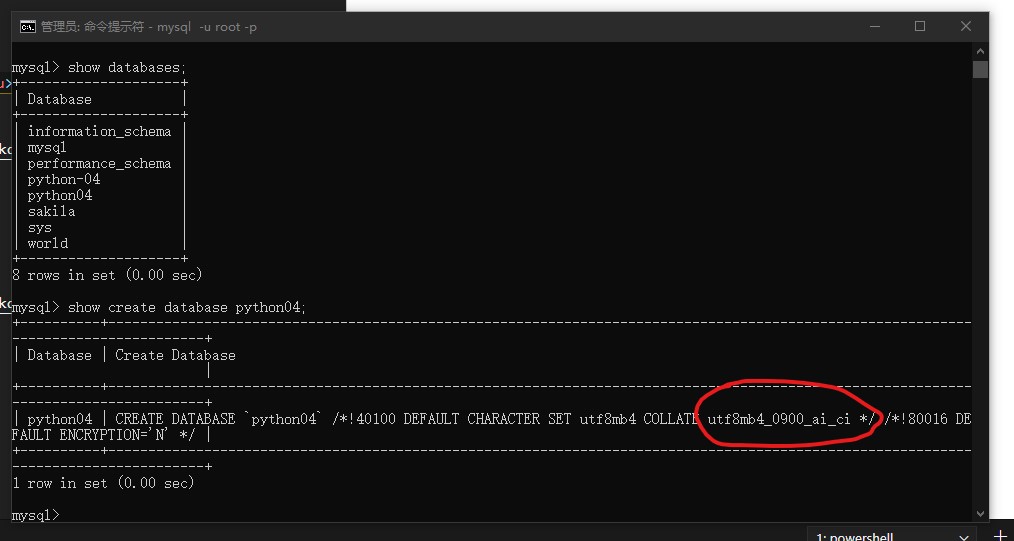 管理员: 命令提示符 - mysql  -u root -p
mysql> show databases;
+--------------------+
| Database           |
+--------------------+
| information_schema |
| mysql              |
| performance_schema |
| python-04          |
| python04           |
| sakila             |
| sys                |
| world              |
+--------------------+
8 rows in set (0.00 sec)
mysql> show create database python04;
+----------+--------------------------------------------------------------------------------------------------------------
------------------------+
| Database | Create Database
                        |
+----------+--------------------------------------------------------------------------------------------------------------
------------------------+
| python04 | CREATE DATABASE `python04` /*!40100 DEFAULT CHARACTER SET utf8mb4 COLLATE utf8mb4_0900_ai_ci */ /*!80016 DE
FAULT ENCRYPTION='N' */ |
+----------+--------------------------------------------------------------------------------------------------------------
------------------------+
1 row in set (0.00 sec)
mysql>
1: powershell